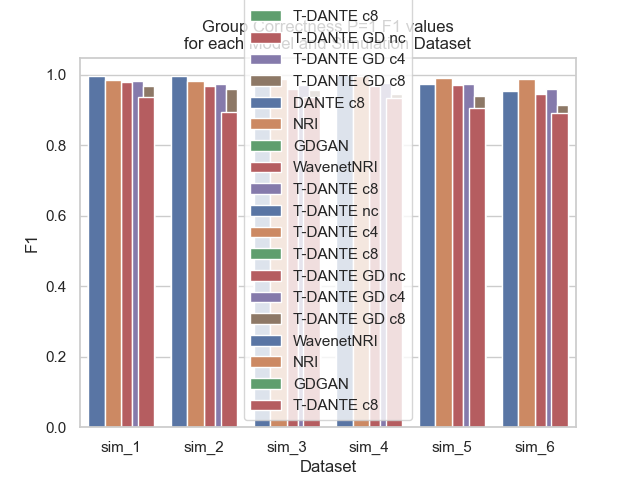 Group Correctness P=1 F1 values
for each Model and Simulation Dataset
T-DANTE c8
T-DANTE GD nc
T-DANTE GD c4
T-DANTE GD c8
DANTE c8
NRI
GDGAN
WavenetNRI
T-DANTE c8
T-DANTE nc
T-DANTE c4
T-DANTE c8
T-DANTE GD nc
T-DANTE GD c4
T-DANTE GD c8
WavenetNRI
NRI
GDGAN
T-DANTE c8
F1
1.0
0.8
0.6
0.4
0.2
0.0
sim_1 sim_2 sim_3 sim_4 sim_5 sim_6
Dataset